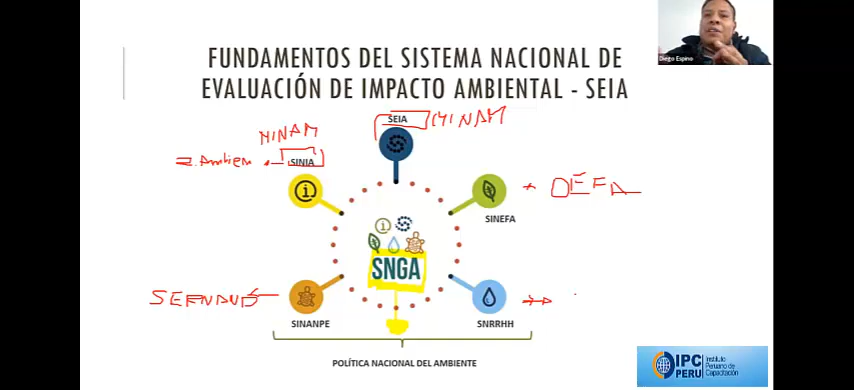 Diego Espino
FUNDAMENTOS DEL SISTEMA NACIONAL DE
EVALUACIÓN DE IMPACTO AMBIENTAL - SEIA
SEIA
MINAM
MINAM
SINIA
OEFA
SINEFA
SNGA
SERNANP
SINANPE
SNRRHH
POLÍTICA NACIONAL DEL AMBIENTE
IPC
PERU
Instituto
Peruano de
Capacitación